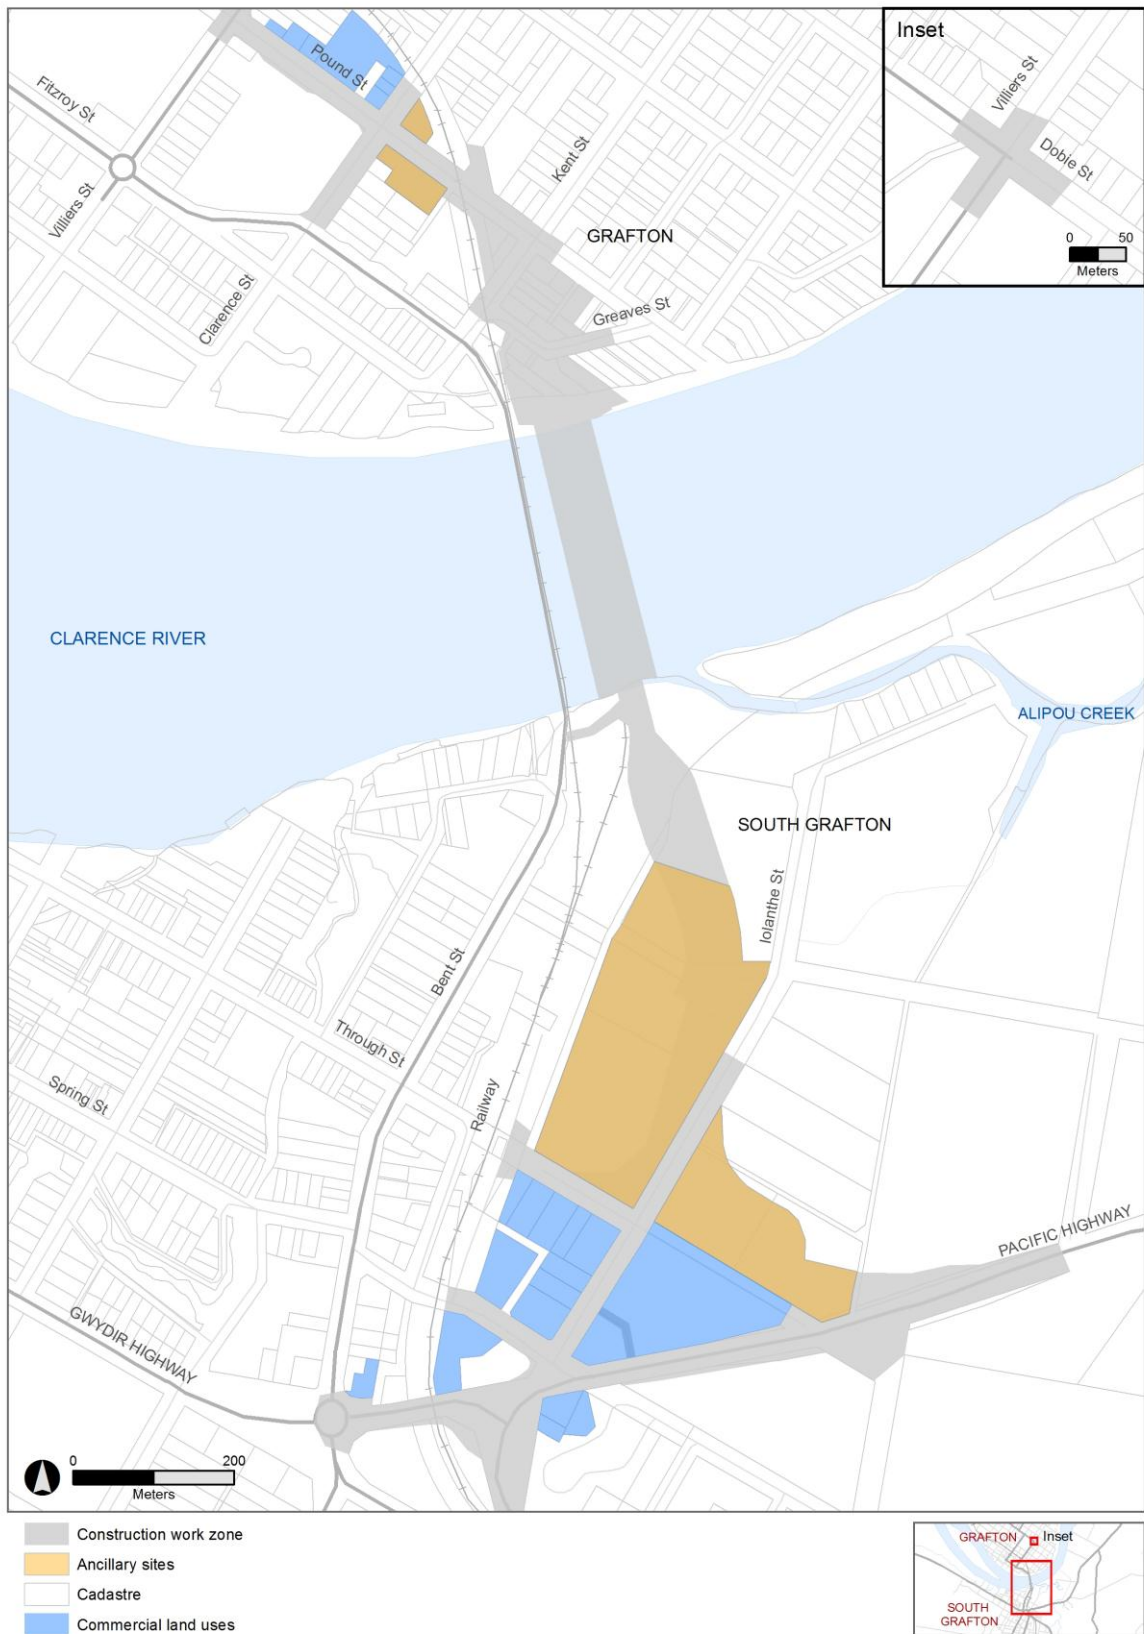 Inset
Villiers St
Dobie St
0 50
Meters
Pound St
Fitzroy St
Villiers St
Kent St
GRAFTON
Clarence St
Greaves St
CLARENCE RIVER
ALIPOU CREEK
SOUTH GRAFTON
Iolanthe St
Bent St
Through St
Spring St
Railway
PACIFIC HIGHWAY
GWYDIR HIGHWAY
0 200
Meters
Construction work zone
Ancillary sites
Cadastre
Commercial land uses
GRAFTON
Inset
SOUTH
GRAFTON